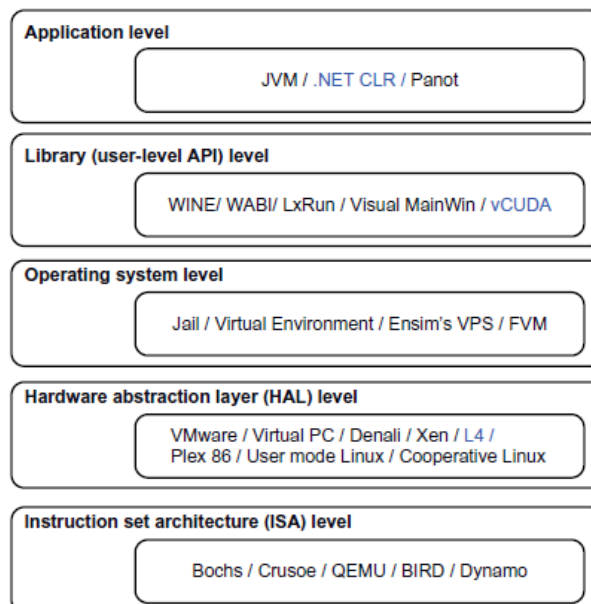 Application level
JVM / .NET CLR / Panot
Library (user-level API) level
WINE/ WABI/ LxRun / Visual MainWin / vCUDA
Operating system level
Jail / Virtual Environment / Ensim's VPS / FVM
Hardware abstraction layer (HAL) level
VMware / Virtual PC / Denali / Xen / L4 /
Plex 86 / User mode Linux / Cooperative Linux
Instruction set architecture (ISA) level
Bochs / Crusoe / QEMU / BIRD / Dynamo